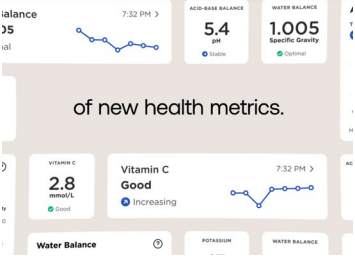 alance
05
al
7:32 PM >
ACID-BASE BALANCE
5.4
pH
Stable
WATER BALANCE
1.005
Specific Gravity
Optimal
of new health metrics.
VITAMIN C
2.8
mmol/L
Good
Vitamin C
Good
Increasing
7:32 PM >
Water Balance
?
POTASSIUM
WATER BALANCE